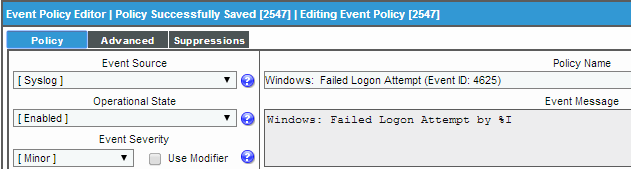 Event Policy Editor | Policy Successfully Saved [2547] | Editing Event Policy [2547]
Policy Advanced Suppressions
Event Source
[ Syslog ]
Operational State
[ Enabled ]
Event Severity
[ Minor ] Use Modifier
Policy Name
Windows: Failed Logon Attempt (Event ID: 4625)
Event Message
Windows: Failed Logon Attempt by %I